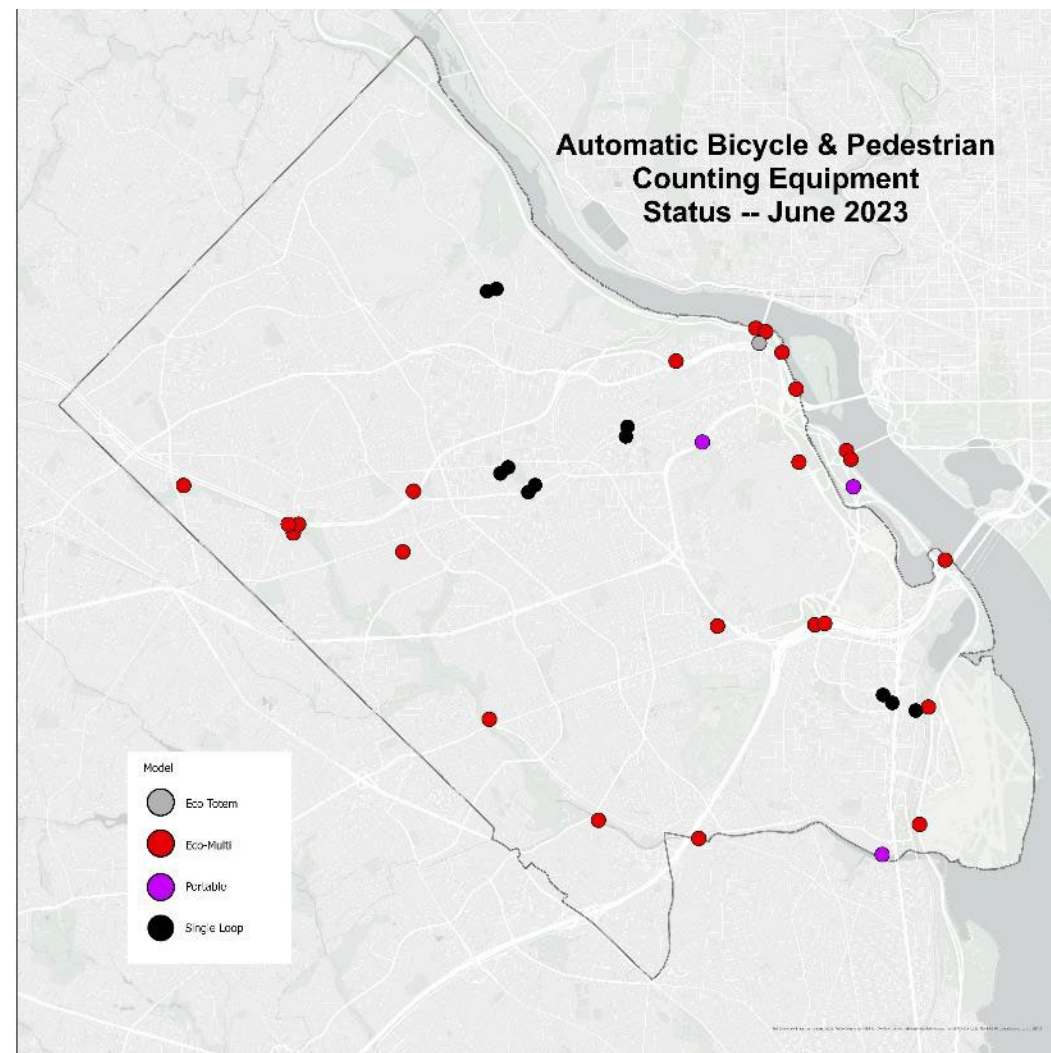 Automatic Bicycle & Pedestrian
Counting Equipment
Status -- June 2023
Model
Eco Totem
Eco-Multi
Portable
Single Loop